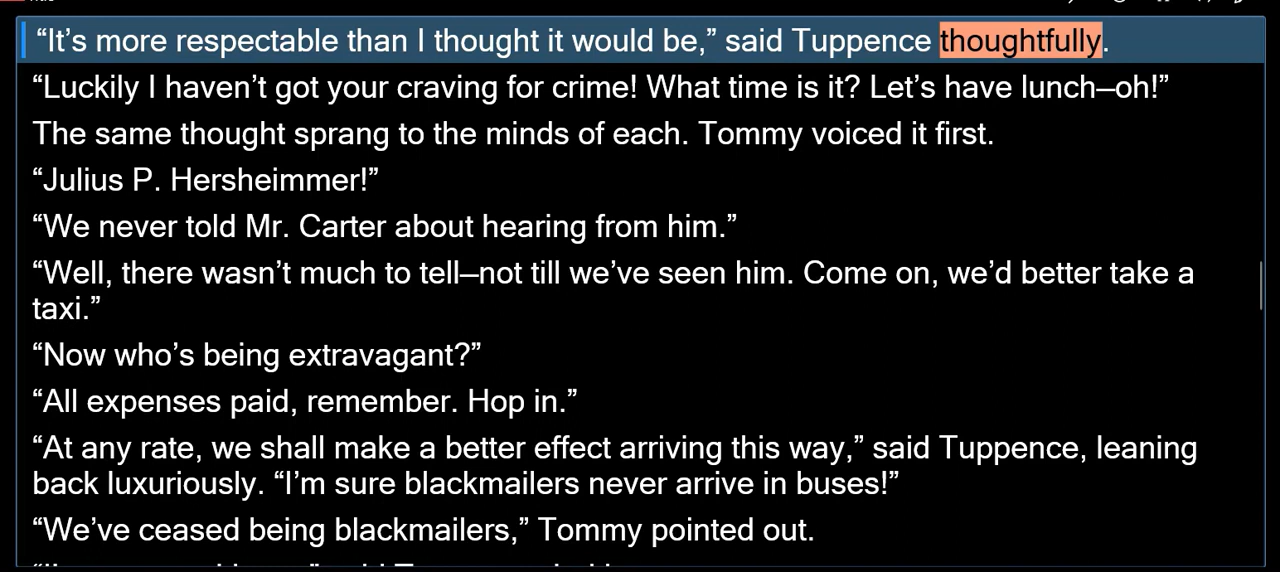 “It’s more respectable than I thought it would be,” said Tuppence thoughtfully.
“Luckily I haven’t got your craving for crime! What time is it? Let’s have lunch—oh!”
The same thought sprang to the minds of each. Tommy voiced it first.
“Julius P. Hersheimmer!”
“We never told Mr. Carter about hearing from him.”
“Well, there wasn’t much to tell—not till we’ve seen him. Come on, we’d better take a
taxi.”
“Now who’s being extravagant?”
“All expenses paid, remember. Hop in.”
“At any rate, we shall make a better effect arriving this way,” said Tuppence, leaning
back luxuriously. “I’m sure blackmailers never arrive in buses!”
“We’ve ceased being blackmailers,” Tommy pointed out.